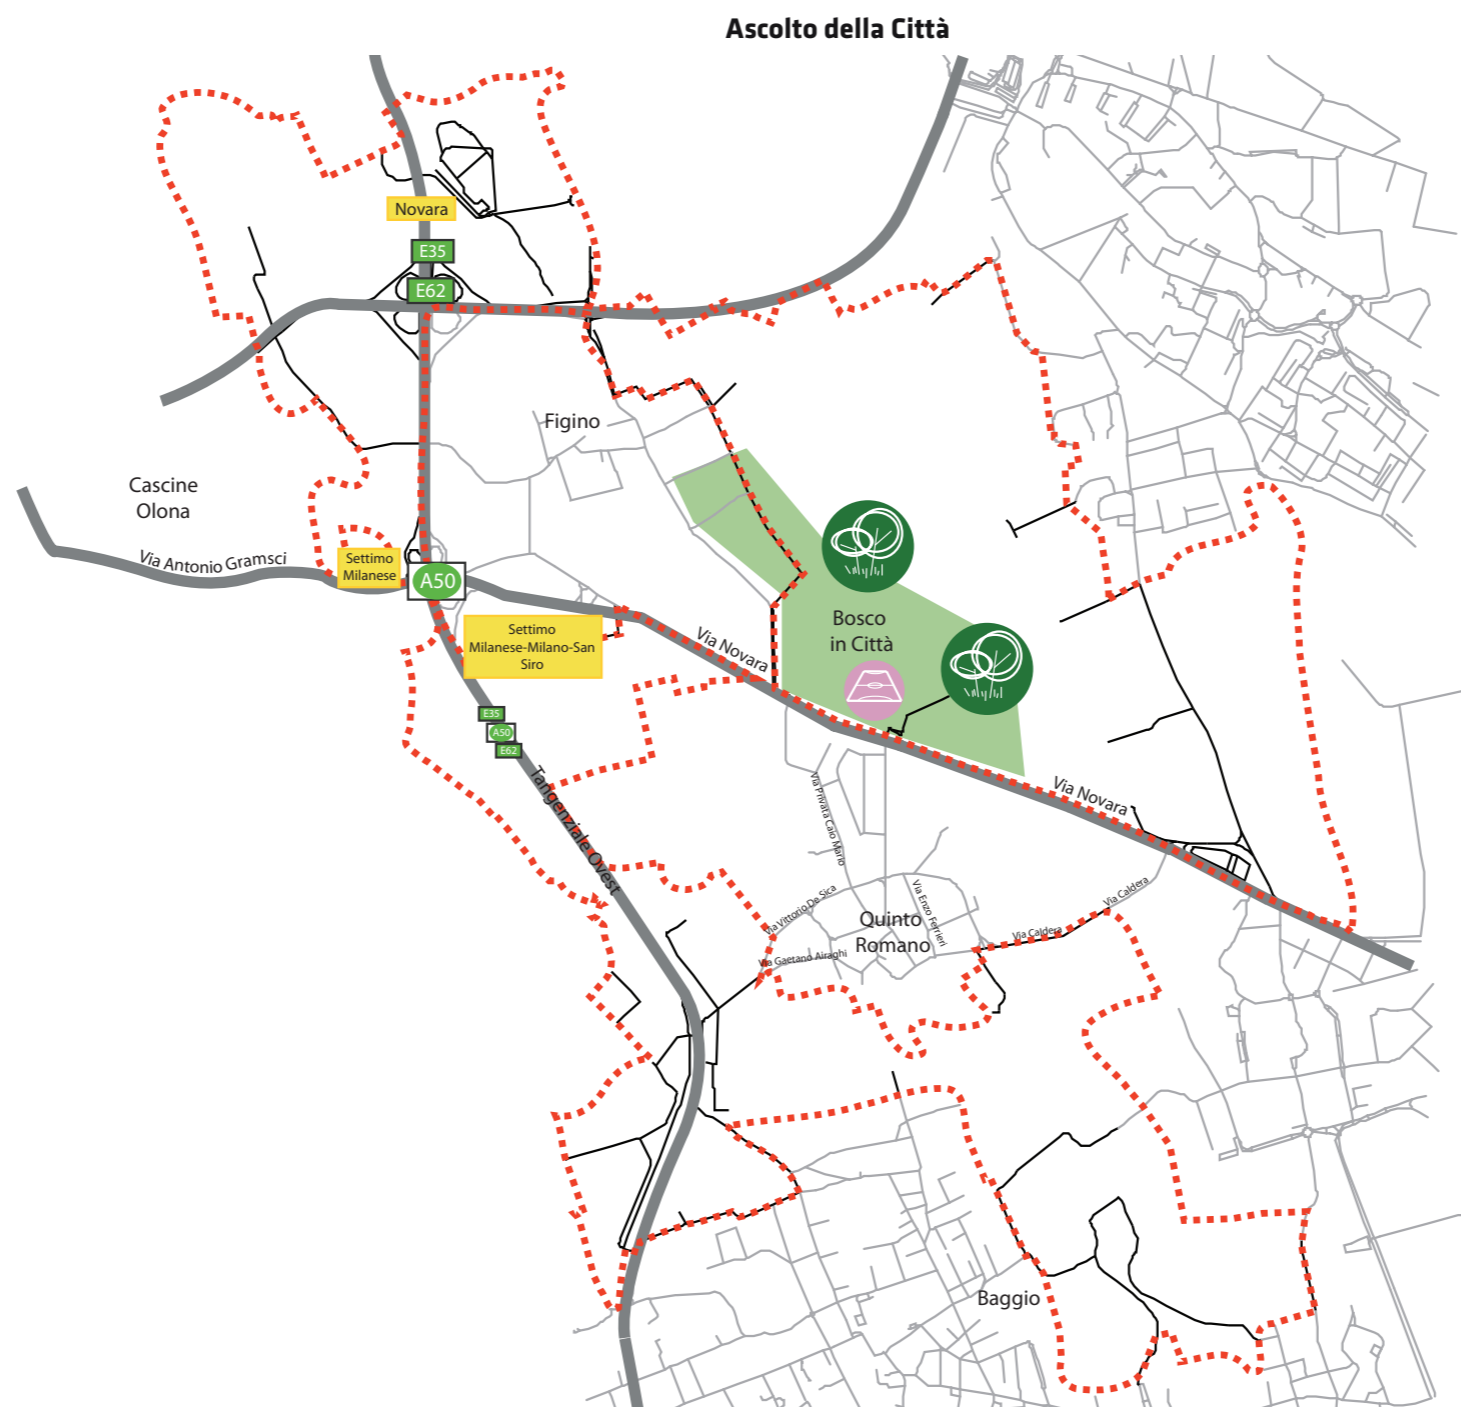 Ascolto della Città
Novara
E35
E62
Figino
Cascine
Olona
Via Antonio Gramsci
Settimo
Milanese
A50
Settimo
Milanese-Milano-San
Siro
Via Novara
Bosco
in Città
E35
A50
E62
Tangenziale Ovest
Via Privata Caio Mario
Via Novara
Via Vittorio De Sica
Via Enzo Ferrieri
Via Caldera
Quinto
Romano
Via Caldera
Via Gaetano Airaghi
Baggio